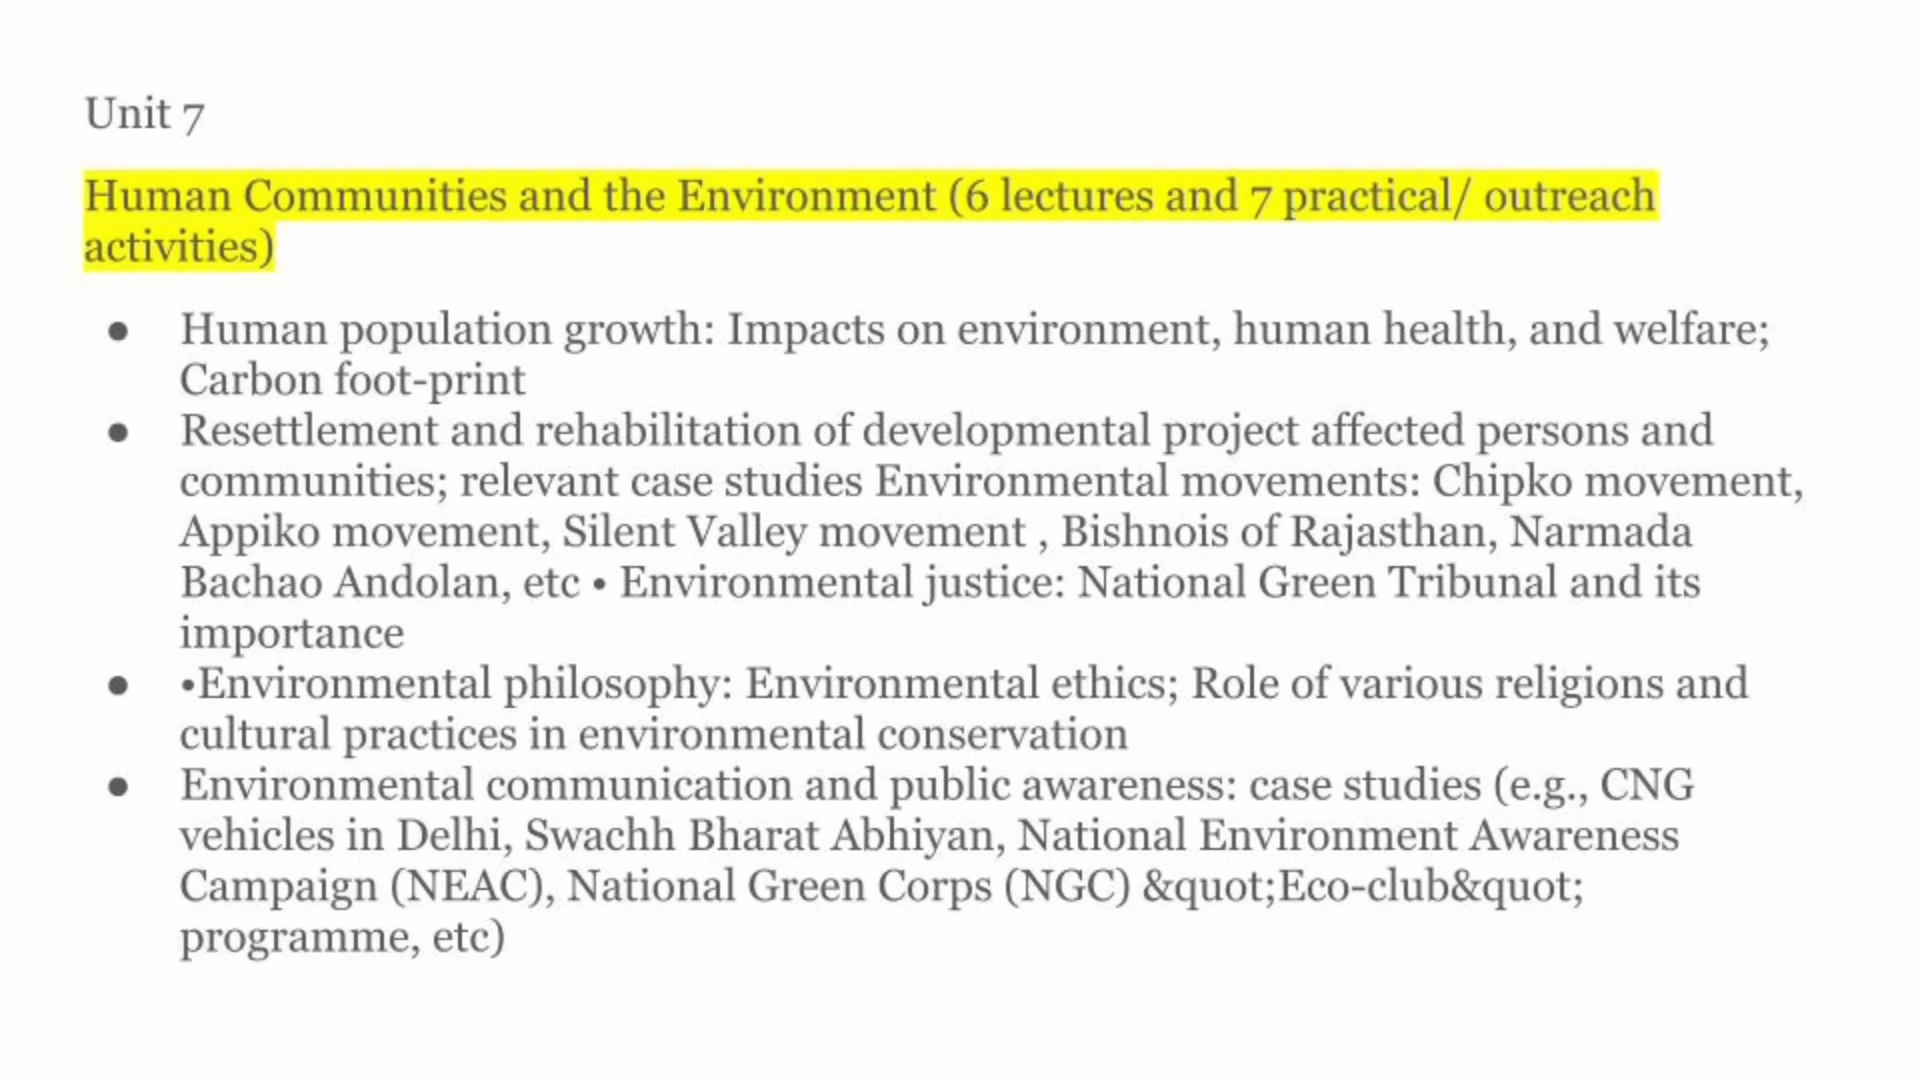 Unit 7
Human Communities and the Environment (6 lectures and 7 practical/ outreach
activities)
● Human population growth: Impacts on environment, human health, and welfare;
Carbon foot-print
● Resettlement and rehabilitation of developmental project affected persons and
communities; relevant case studies Environmental movements: Chipko movement,
Appiko movement, Silent Valley movement , Bishnois of Rajasthan, Narmada
Bachao Andolan, etc • Environmental justice: National Green Tribunal and its
importance
● •Environmental philosophy: Environmental ethics; Role of various religions and
cultural practices in environmental conservation
● Environmental communication and public awareness: case studies (e.g., CNG
vehicles in Delhi, Swachh Bharat Abhiyan, National Environment Awareness
Campaign (NEAC), National Green Corps (NGC) &quot;Eco-club&quot;
programme, etc)